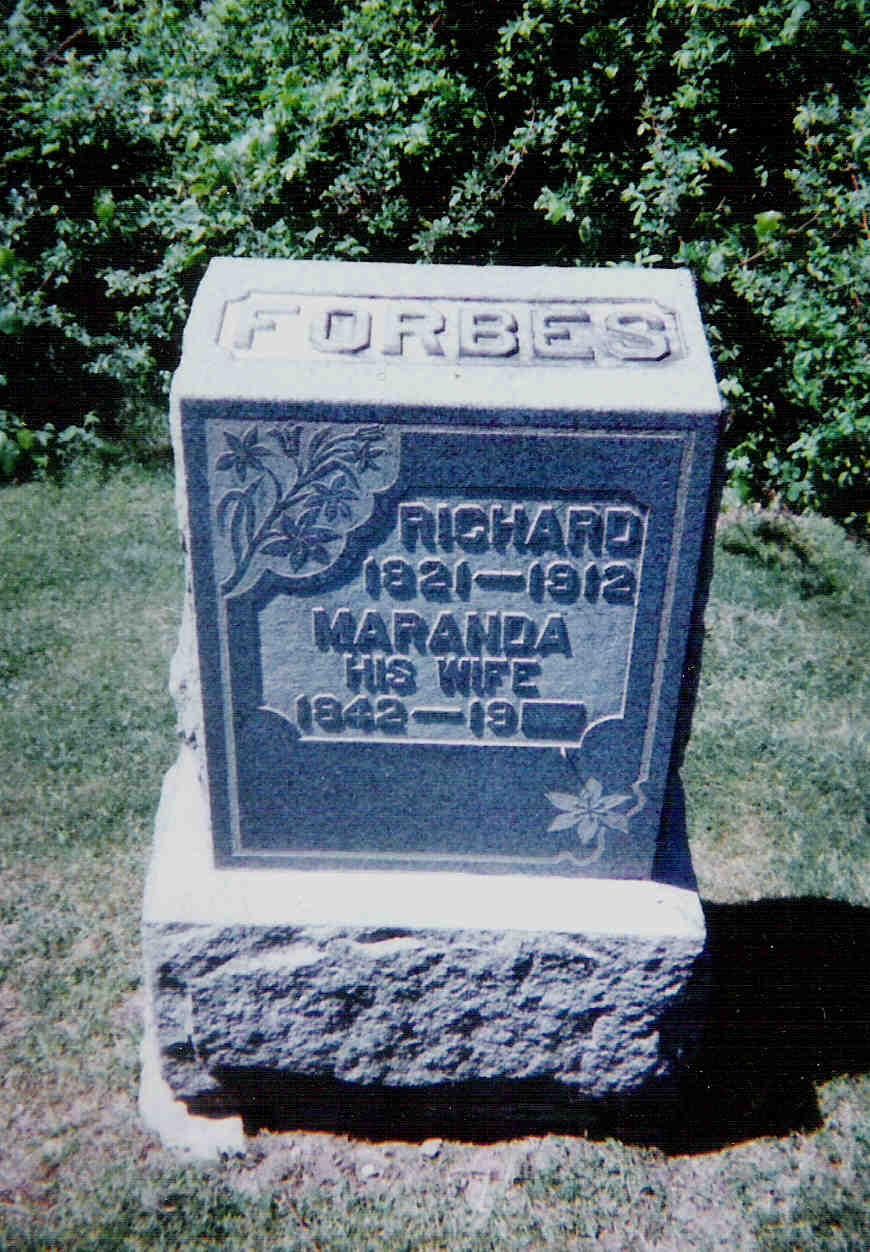 FORBES
RICHARD
1821—1912
MARANDA
HIS WIFE
1842—19